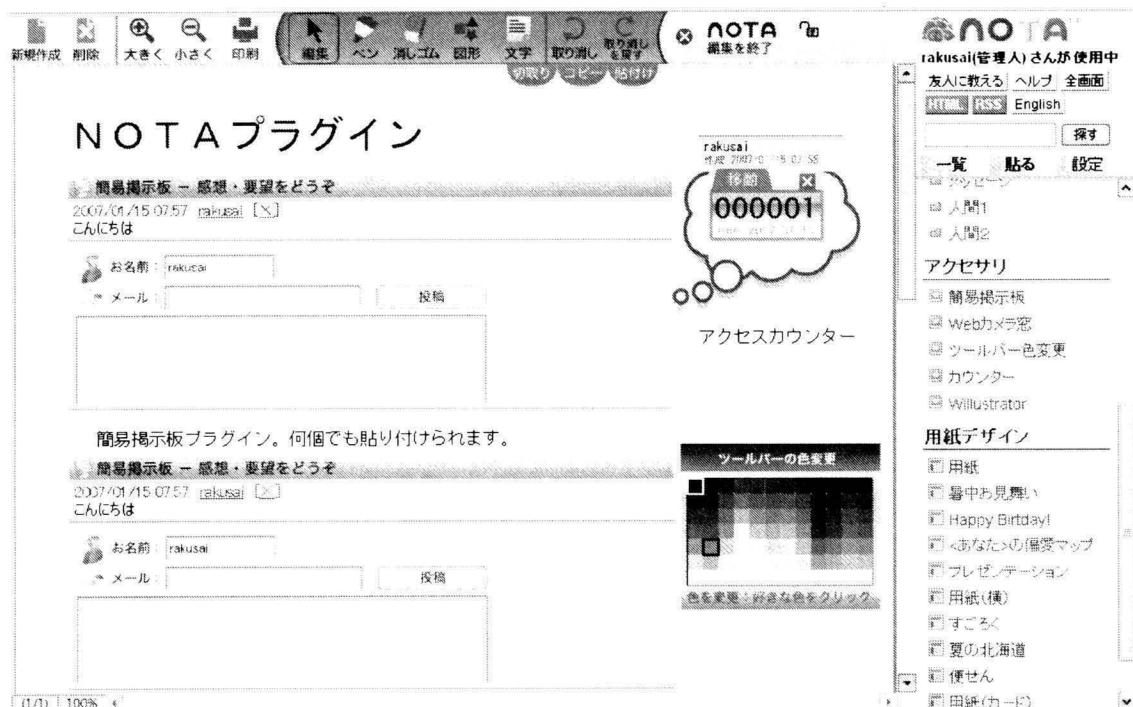 新規作成 削除 大きく 小さく 印刷 編集 ペン 消しゴム 図形 文字 取り消し 取り消しを戻す
NOTA
編集を終了
切取り コピー 貼付け
NOTA
rakusai(管理人)さんが使用中
友人に教える ヘルプ 全画面
HTML RSS English
探す
一覧 貼る 設定
NOTAプラグイン
簡易掲示板 － 感想・要望をどうぞ
2007/01/15 07:57 rakusai [×]
こんにちは
お名前： rakusai
メール：
投稿
簡易掲示板プラグイン。何個でも貼り付けられます。
簡易掲示板 － 感想・要望をどうぞ
2007/01/15 07:57 rakusai [×]
こんにちは
お名前： rakusai
メール：
投稿
rakusai
移動
000001
アクセスカウンター
ツールバーの色変更
色を変更：好きな色をクリック
メッセージ
人間1
人間2
アクセサリ
簡易掲示板
Webカメラ窓
ツールバー色変更
カウンター
Willustrator
用紙デザイン
用紙
暑中お見舞い
Happy Birtday!
<あなた>の偏愛マップ
プレゼンテーション
用紙(横)
すごろく
夏の北海道
便せん
用紙(カード)
(1/1) 100%